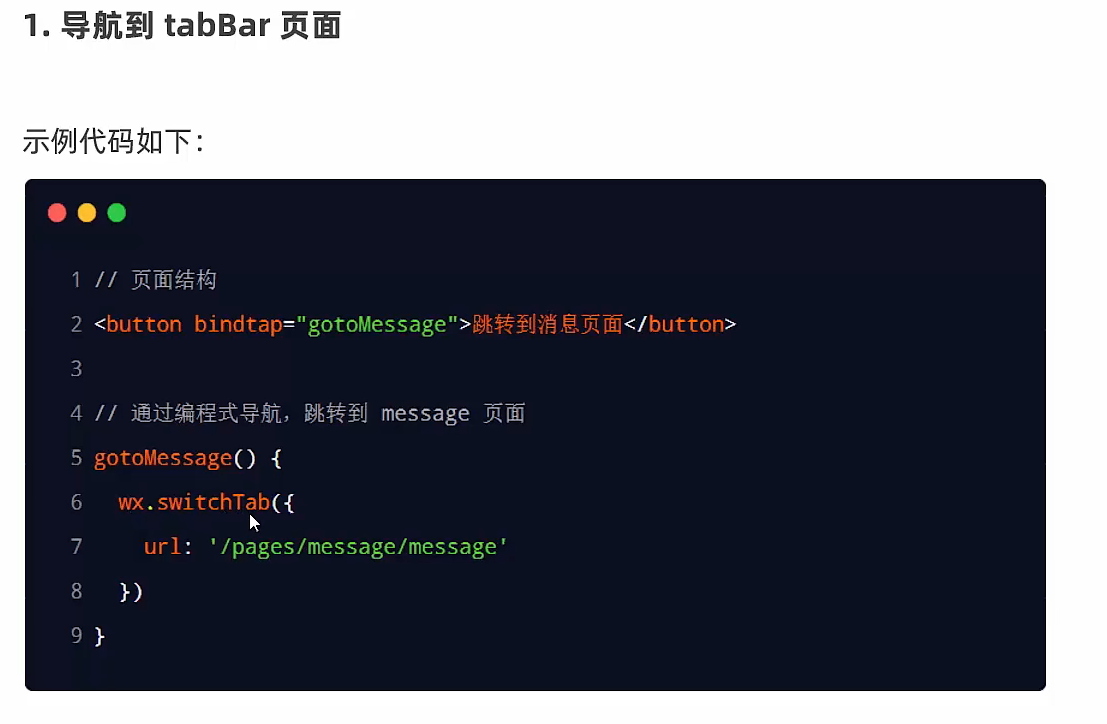 1. 导航到 tabBar 页面
示例代码如下：
1 // 页面结构
2 <button bindtap="gotoMessage">跳转到消息页面</button>
3
4 // 通过编程式导航，跳转到 message 页面
5 gotoMessage() {
6   wx.switchTab({
7     url: '/pages/message/message'
8   })
9 }